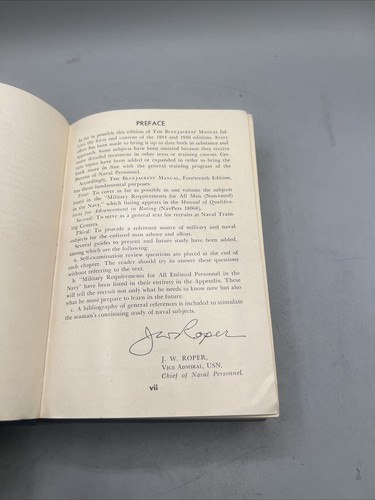 PREFACE
As far as possible this edition of THE BLUEJACKETS' MANUAL fol-
lows the form and contents of the 1944 and 1946 editions. Every
effort has been made to bring it up to date both in substance and
approach. Some subjects have been omitted because they receive
more detailed treatment in other texts or training courses. Cer-
tain topics have been added or expanded in order to bring the
book more in line with the general training program of the
Bureau of Naval Personnel.
Accordingly, THE BLUEJACKETS' MANUAL, Fourteenth Edition,
has three fundamental purposes:
First: To cover as far as possible in one volume the subjects
listed in the "Military Requirements for All Men (Non-rated)
in the Navy," which listing appears in the Manual of Qualifica-
tions for Advancement in Rating (NavPers 18068).
Second: To serve as a general text for recruits at Naval Train-
ing Centers.
Third: To provide a reference source of military and naval
subjects for the enlisted man ashore and afloat.
Several guides to present and future study have been added,
among which are the following:
a. Self-examination review questions are placed at the end of
each chapter. The reader should try to answer these questions
without referring to the text.
b. "Military Requirements for All Enlisted Personnel in the
Navy" have been listed in their entirety in the Appendix. These
will tell the recruit not only what he needs to know now but also
what he must prepare to learn in the future.
c. A bibliography of general references is included to stimulate
the seaman's continuing study of naval subjects.
J W Roper
J. W. ROPER,
VICE ADMIRAL, USN,
Chief of Naval Personnel.
vii